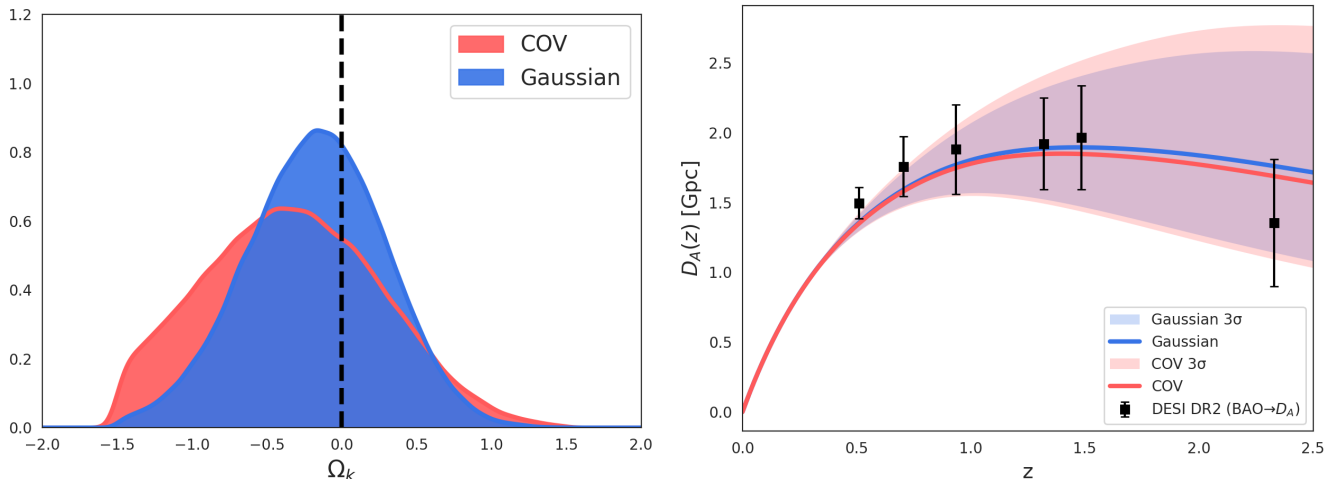 1.2
1.0
0.8
0.6
0.4
0.2
0.0
COV
Gaussian
−2.0 −1.5 −1.0 −0.5 0.0 0.5 1.0 1.5 2.0
Ωk
2.5
2.0
1.5
1.0
0.5
0.0
D_A(z) [Gpc]
Gaussian 3σ
Gaussian
COV 3σ
COV
DESI DR2 (BAO→D_A)
0.0 0.5 1.0 1.5 2.0 2.5
z